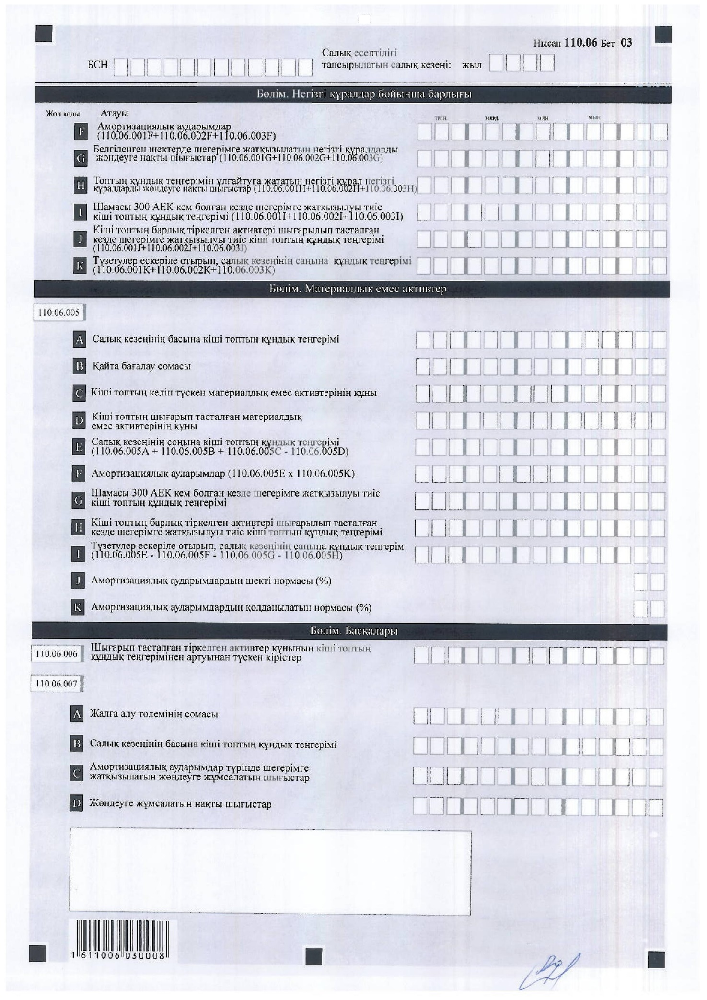 Нысан 110.06 Бет 03
БСН
Салық есептілігі
тапсырылатын салық кезеңі: жыл
Бөлім. Негізгі құралдар бойынша барлығы
Жол коды Атауы ТРЛН. МЛРД. МЛН. МЫҢ
F Амортизациялық аударымдар
(110.06.001F+110.06.002F+110.06.003F)
Белгіленген шектерде шегерімге жатқызылатын негізгі құралдарды
G жөндеуге нақты шығыстар (110.06.001G+110.06.002G+110.06.003G)
H Топтың құндық теңгерімін ұлғайтуға жататын негізгі құрал негізгі
құралдарды жөндеуге нақты шығыстар (110.06.001H+110.06.002H+110.06.003H)
I Шамасы 300 АЕК кем болған кезде шегерімге жатқызылуы тиіс
кіші топтың құндық теңгерімі (110.06.001I+110.06.002I+110.06.003I)
Кіші топтың барлық тіркелген активтері шығарылып тасталған
J кезде шегерімге жатқызылуы тиіс кіші топтың құндық теңгерімі
(110.06.001J+110.06.002J+110.06.003J)
K Түзетулер ескеріле отырып, салық кезеңінің саңына құндық теңгерімі
(110.06.001K+110.06.002K+110.06.003K)
Бөлім. Материалдық емес активтер
110.06.005
A Салық кезеңінің басына кіші топтың құндық теңгерімі
B Қайта бағалау сомасы
C Кіші топтың келіп түскен материалдық емес активтерінің құны
D Кіші топтың шығарып тасталған материалдық
емес активтерінің құны
E Салық кезеңінің соңына кіші топтың құндық теңгерімі
(110.06.005A + 110.06.005B + 110.06.005C - 110.06.005D)
F Амортизациялық аударымдар (110.06.005E x 110.06.005K)
G Шамасы 300 АЕК кем болған кезде шегерімге жатқызылуы тиіс
кіші топтың құндық теңгерімі
H Кіші топтың барлық тіркелген активтері шығарылып тасталған
кезде шегерімге жатқызылуы тиіс кіші топтың құндық теңгерімі
I Түзетулер ескеріле отырып, салық кезеңінің саңына құндық теңгерім
(110.06.005E - 110.06.005F - 110.06.005G - 110.06.005H)
J Амортизациялық аударымдардың шекті нормасы (%)
K Амортизациялық аударымдардың қолданылатын нормасы (%)
Бөлім. Басқалары
110.06.006 Шығарып тасталған тіркелген активтер құнының кіші топтың
құндық теңгерімінен артуынан түскен кірістер
110.06.007
A Жалға алу төлемінің сомасы
B Салық кезеңінің басына кіші топтың құндық теңгерімі
C Амортизациялық аударымдар түрінде шегерімге
жатқызылатын жөндеуге жұмсалатын шығыстар
D Жөндеуге жұмсалатын нақты шығыстар
1 611006 030008